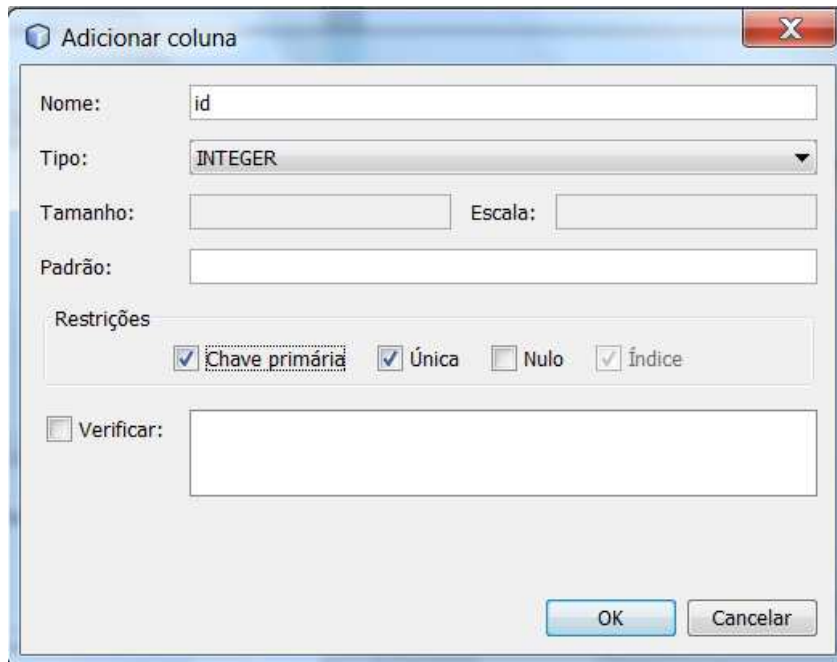 Adicionar coluna
Nome: id
Tipo: INTEGER
Tamanho: Escala:
Padrão:
Restrições
Chave primária Única Nulo Índice
Verificar:
OK Cancelar